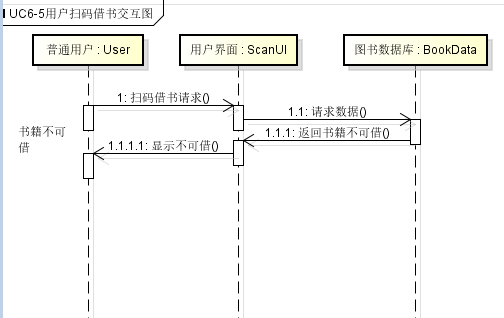 UC6-5用户扫码借书交互图
普通用户 : User
用户界面 : ScanUI
图书数据库 : BookData
1: 扫码借书请求()
1.1: 请求数据()
书籍不可
借
1.1.1: 返回书籍不可借()
1.1.1.1: 显示不可借()